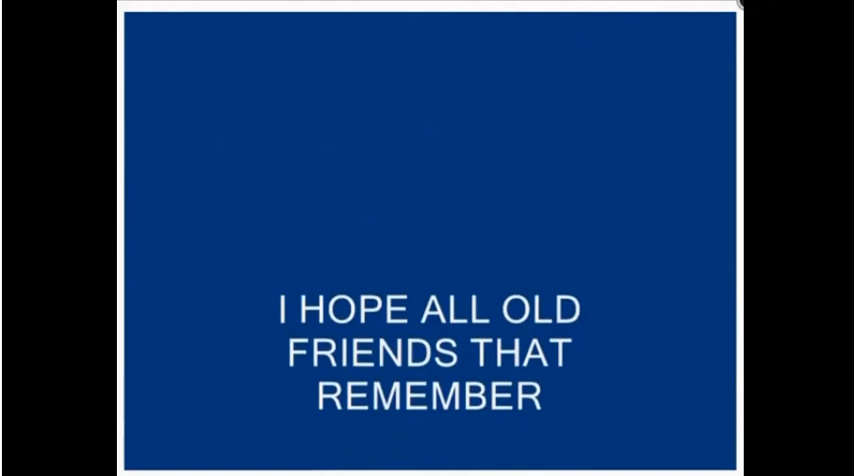 I HOPE ALL OLD
FRIENDS THAT
REMEMBER